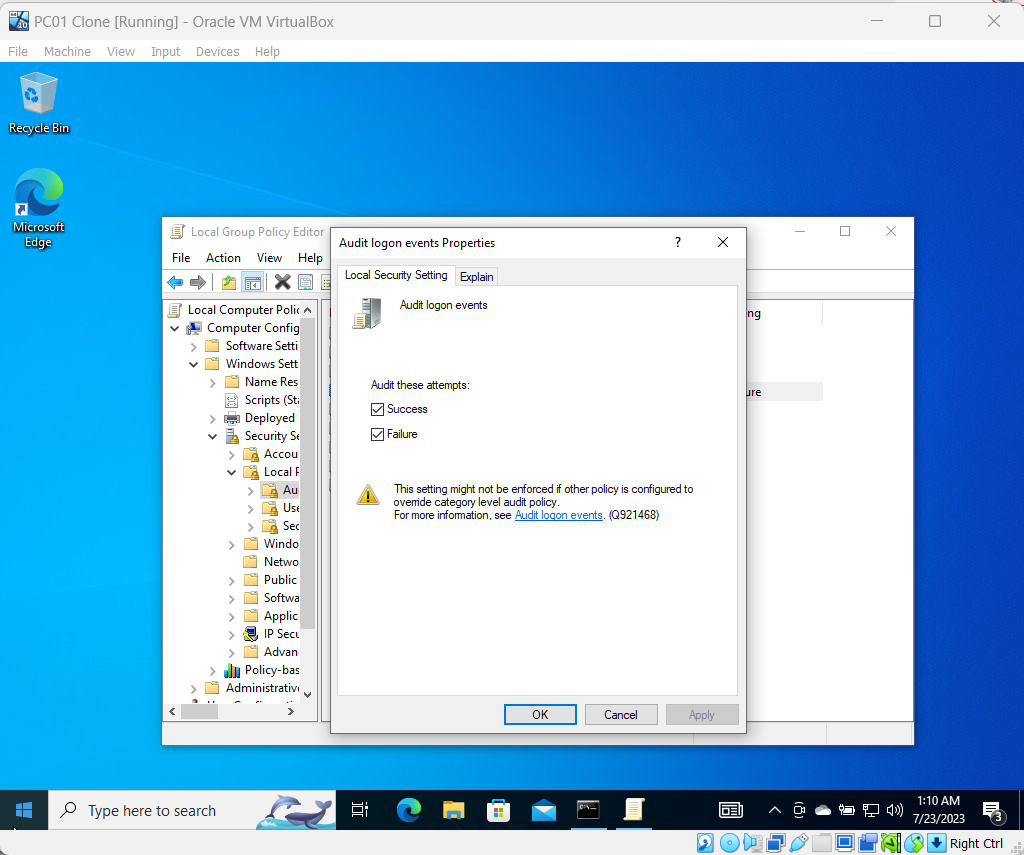 PC01 Clone [Running] - Oracle VM VirtualBox
File Machine View Input Devices Help
Recycle Bin
Microsoft
Edge
Local Group Policy Editor
File Action View Help
Local Computer Polic
Computer Config
Software Setti
Windows Sett
Name Res
Scripts (Sta
Deployed
Security Se
Accou
Local P
Au
Use
Sec
Windo
Netwo
Public
Softwa
Applic
IP Secu
Advan
Policy-bas
Administrative
ng
ure
Audit logon events Properties
?
Local Security Setting Explain
Audit logon events
Audit these attempts:
Success
Failure
This setting might not be enforced if other policy is configured to
override category level audit policy.
For more information, see Audit logon events. (Q921468)
OK Cancel Apply
Type here to search
1:10 AM
7/23/2023
3
Right Ctrl